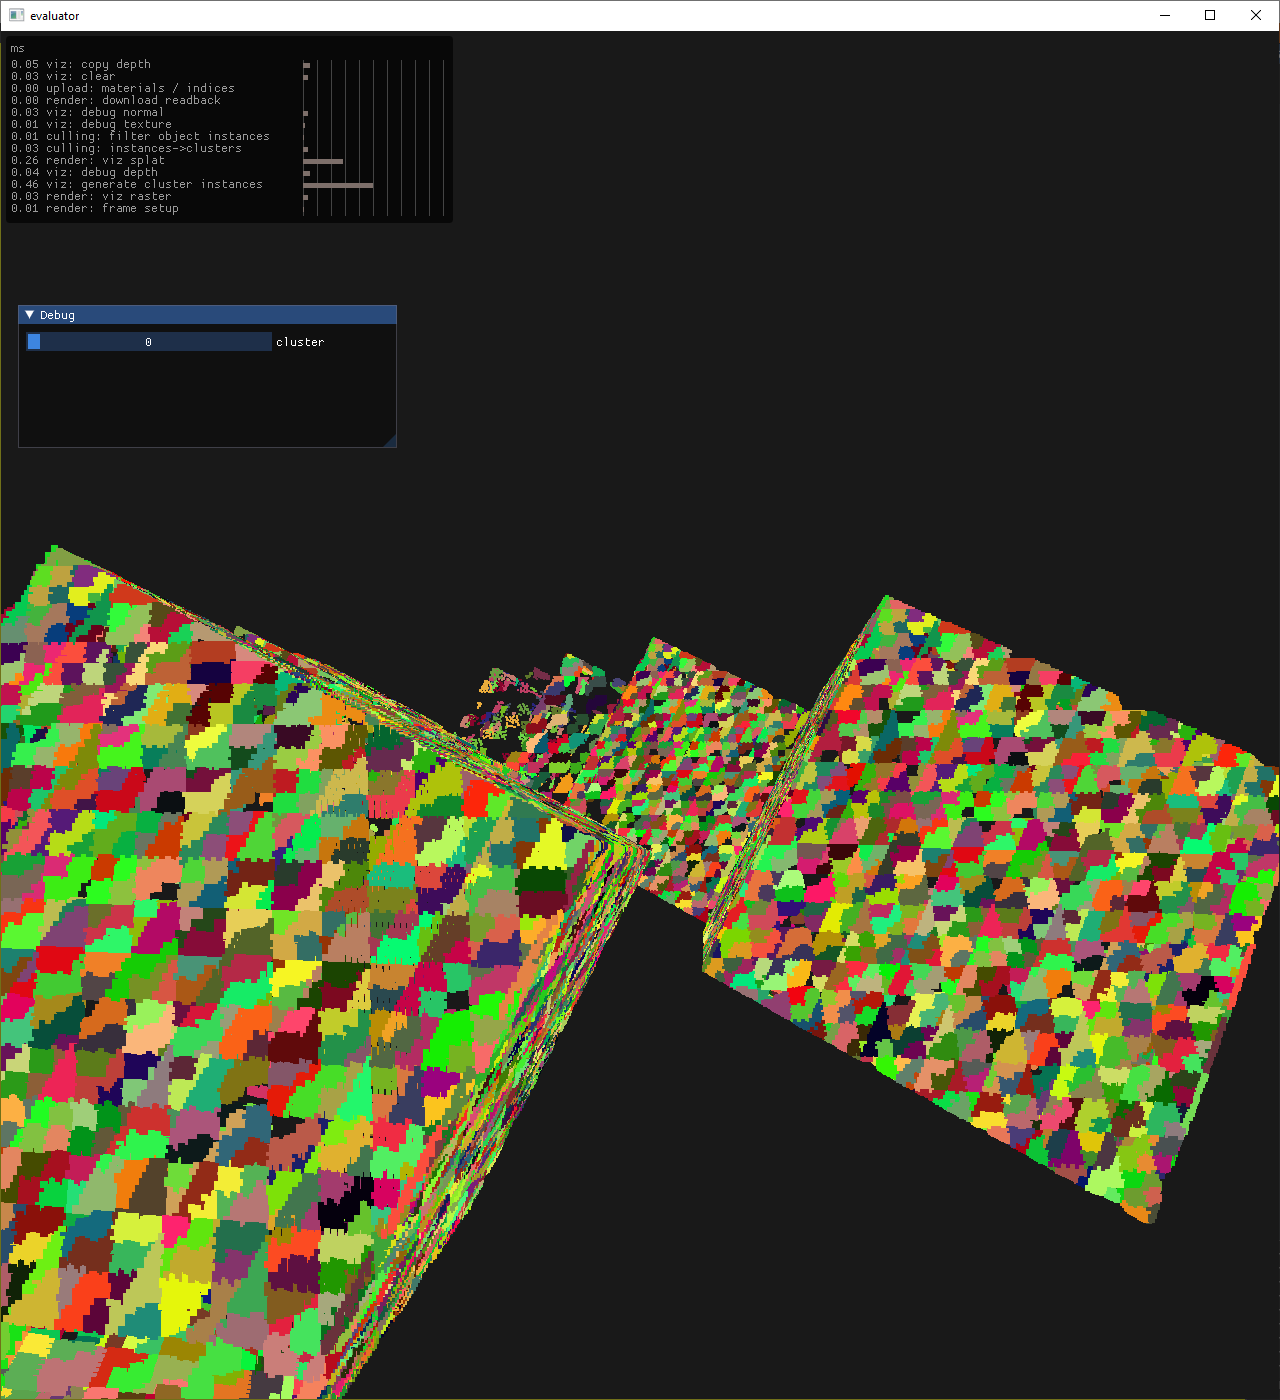 evaluator
ms
0.05 viz: copy depth
0.03 viz: clear
0.00 upload: materials / indices
0.00 render: download readback
0.03 viz: debug normal
0.01 viz: debug texture
0.01 culling: filter object instances
0.03 culling: instances->clusters
0.26 render: viz splat
0.04 viz: debug depth
0.46 viz: generate cluster instances
0.03 render: viz raster
0.01 render: frame setup
Debug
0 cluster